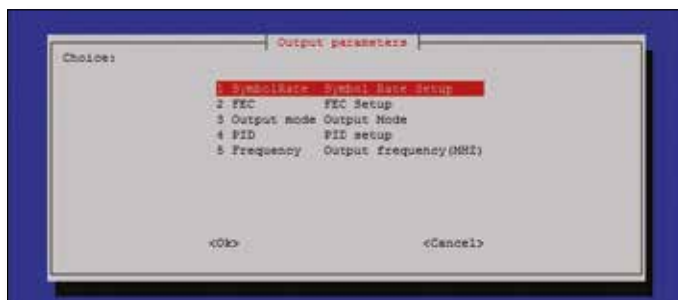 Output parameters
Choice:
1 SymbolRate Symbol Rate Setup
2 FEC FEC Setup
3 Output mode Output Mode
4 PID PID setup
5 Frequency Output frequency(MHZ)
<Ok> <Cancel>